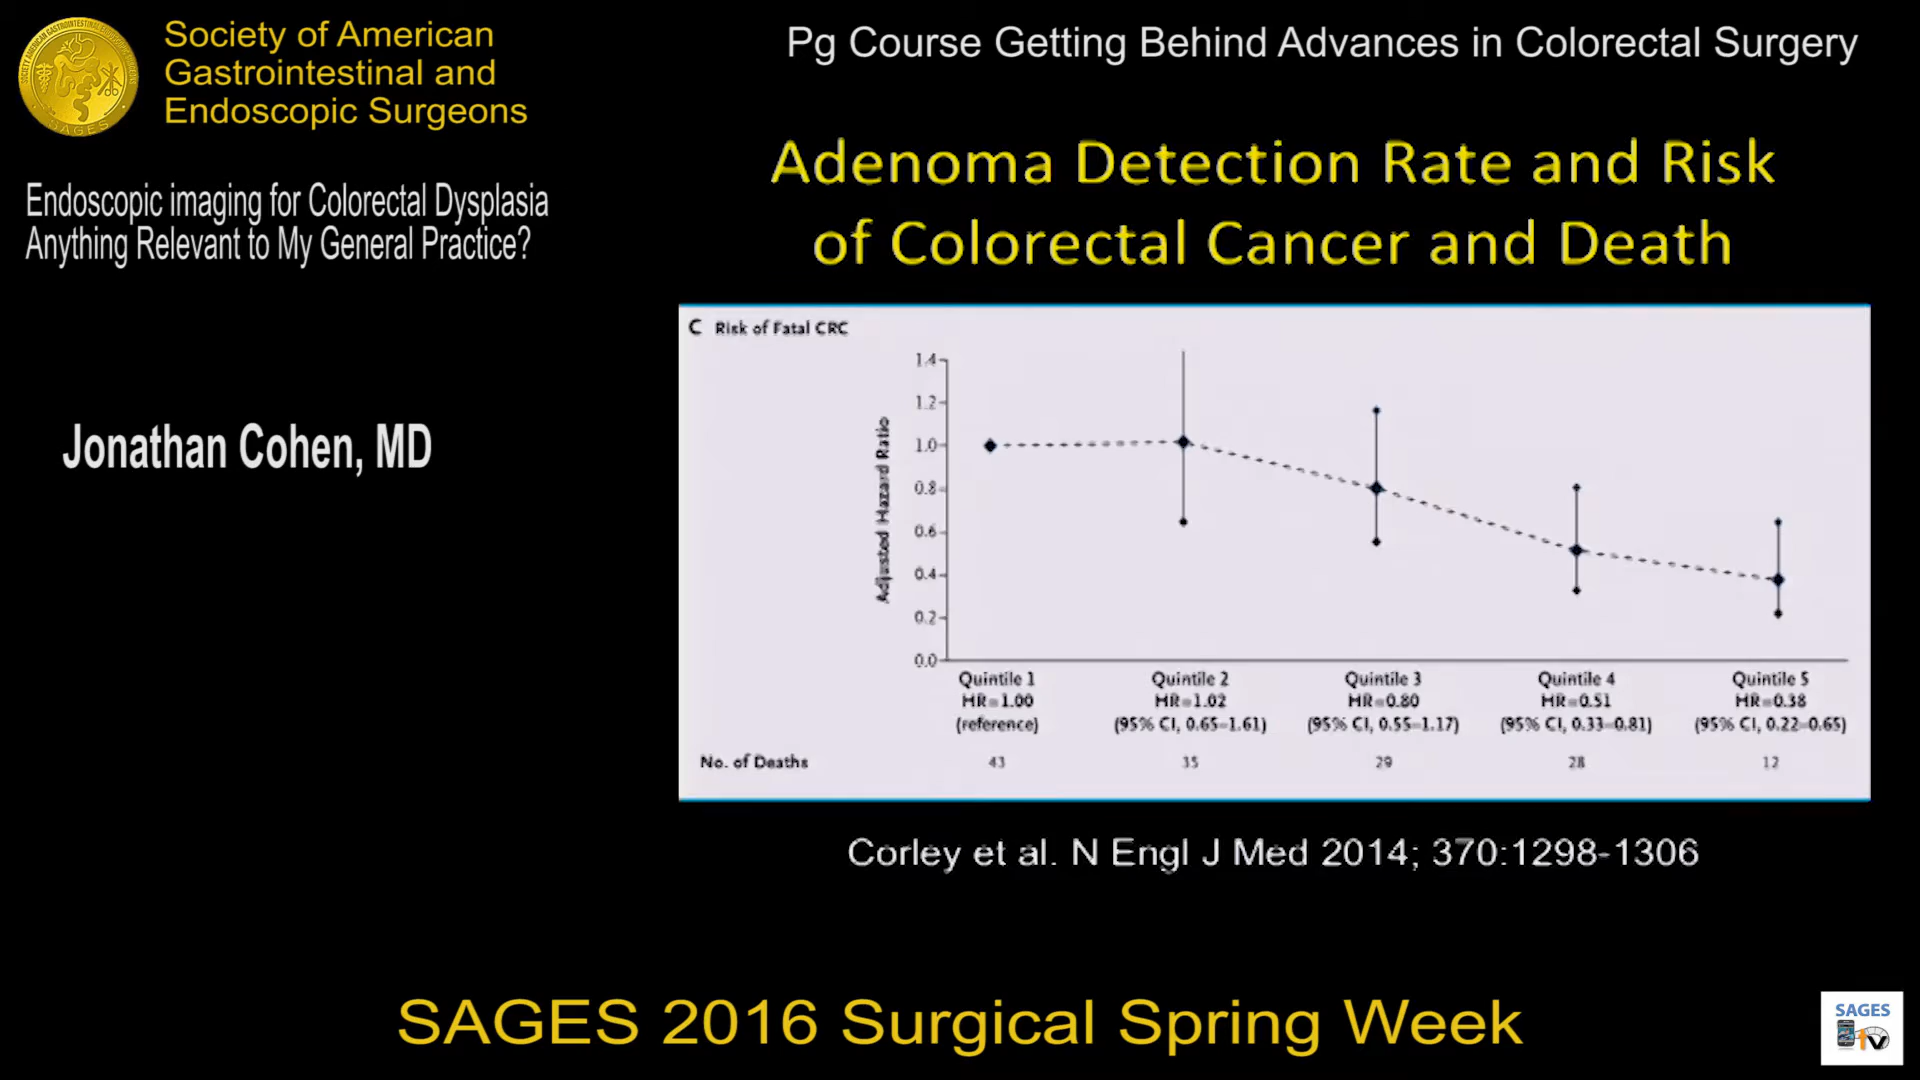 Society of American
Gastrointestinal and
Endoscopic Surgeons
SAGES
Pg Course Getting Behind Advances in Colorectal Surgery
Endoscopic imaging for Colorectal Dysplasia
Anything Relevant to My General Practice?
Jonathan Cohen, MD
Adenoma Detection Rate and Risk
of Colorectal Cancer and Death
C Risk of Fatal CRC
Adjusted Hazard Ratio
1.4
1.2
1.0
0.8
0.6
0.4
0.2
0.0
Quintile 1 Quintile 2 Quintile 3 Quintile 4 Quintile 5
HR=1.00 HR=1.02 HR=0.80 HR=0.51 HR=0.38
(reference) (95% CI, 0.65–1.61) (95% CI, 0.55–1.17) (95% CI, 0.33–0.81) (95% CI, 0.22–0.65)
No. of Deaths 43 35 29 28 12
Corley et al. N Engl J Med 2014; 370:1298-1306
SAGES 2016 Surgical Spring Week
SAGES
tv